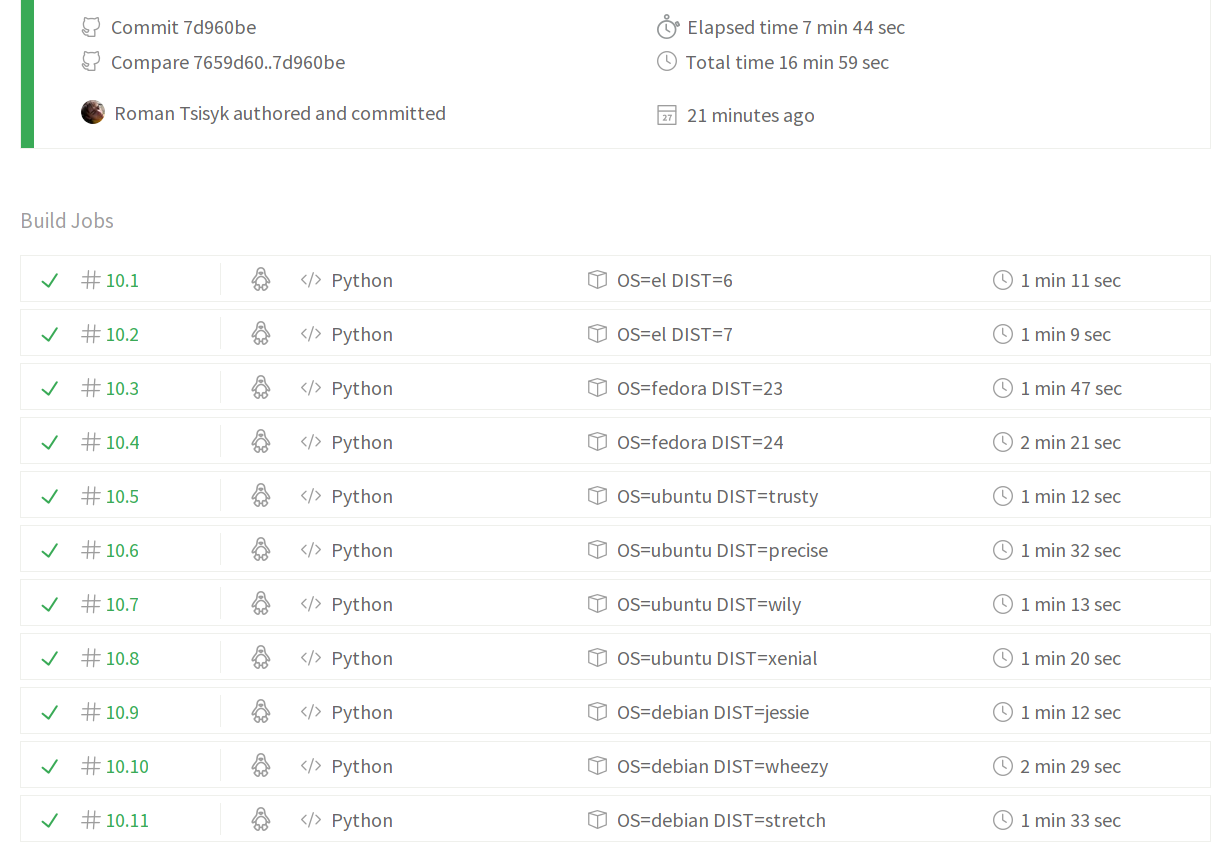 Commit 7d960be
Elapsed time 7 min 44 sec
Compare 7659d60..7d960be
Total time 16 min 59 sec
Roman Tsisyk authored and committed
27 21 minutes ago
Build Jobs
# 10.1 </> Python OS=el DIST=6 1 min 11 sec
# 10.2 </> Python OS=el DIST=7 1 min 9 sec
# 10.3 </> Python OS=fedora DIST=23 1 min 47 sec
# 10.4 </> Python OS=fedora DIST=24 2 min 21 sec
# 10.5 </> Python OS=ubuntu DIST=trusty 1 min 12 sec
# 10.6 </> Python OS=ubuntu DIST=precise 1 min 32 sec
# 10.7 </> Python OS=ubuntu DIST=wily 1 min 13 sec
# 10.8 </> Python OS=ubuntu DIST=xenial 1 min 20 sec
# 10.9 </> Python OS=debian DIST=jessie 1 min 12 sec
# 10.10 </> Python OS=debian DIST=wheezy 2 min 29 sec
# 10.11 </> Python OS=debian DIST=stretch 1 min 33 sec